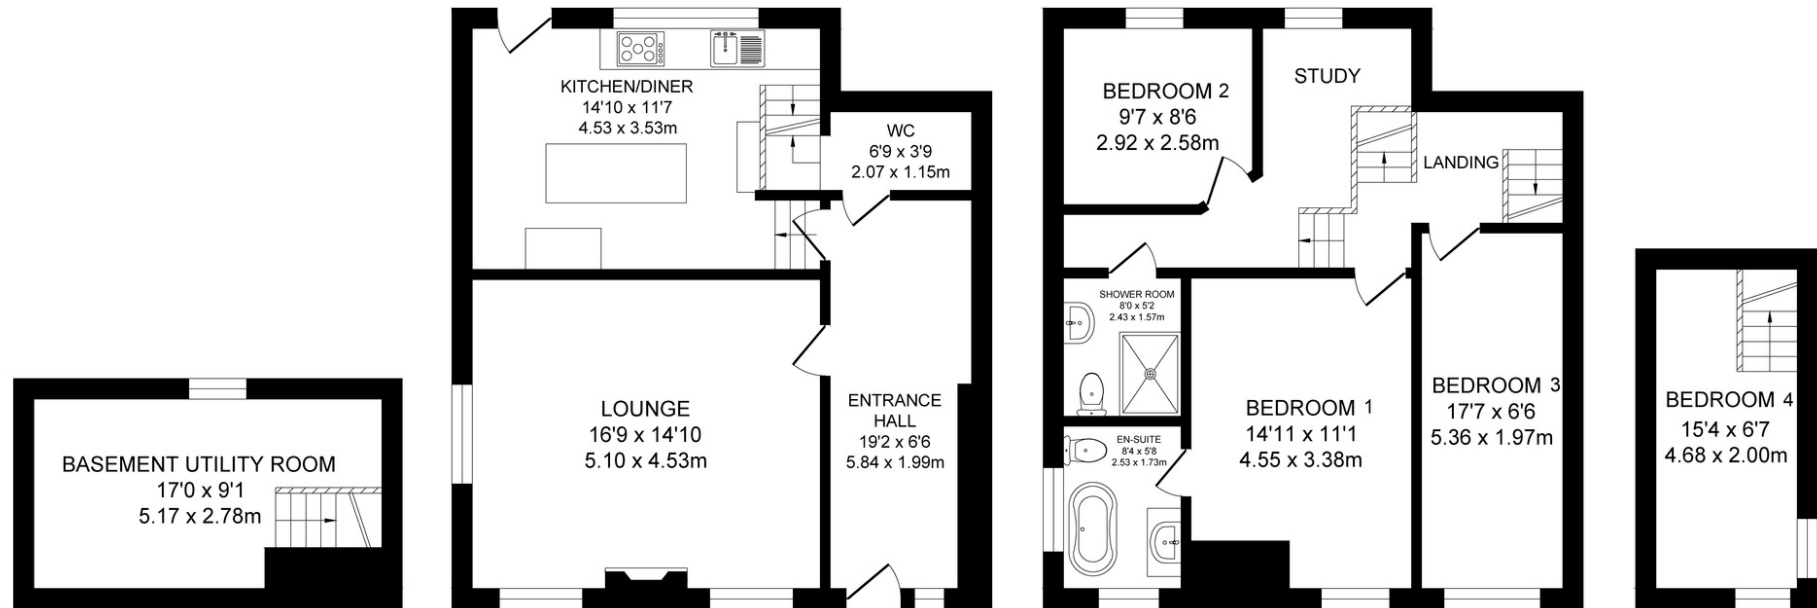 BASEMENT UTILITY ROOM
17'0 x 9'1
5.17 x 2.78m
KITCHEN/DINER
14'10 x 11'7
4.53 x 3.53m
WC
6'9 x 3'9
2.07 x 1.15m
LOUNGE
16'9 x 14'10
5.10 x 4.53m
ENTRANCE
HALL
19'2 x 6'6
5.84 x 1.99m
BEDROOM 2
9'7 x 8'6
2.92 x 2.58m
STUDY
LANDING
SHOWER ROOM
8'0 x 5'2
2.43 x 1.57m
EN-SUITE
8'4 x 5'8
2.53 x 1.73m
BEDROOM 1
14'11 x 11'1
4.55 x 3.38m
BEDROOM 3
17'7 x 6'6
5.36 x 1.97m
BEDROOM 4
15'4 x 6'7
4.68 x 2.00m